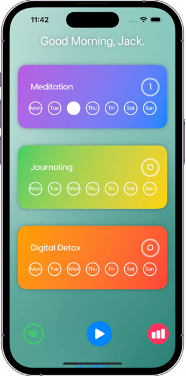 11:42
Good Morning, Jack.
Meditation
1
Mon Tue Thu Fri Sat Sun
Journaling
0
Mon Tue Wed Thu Fri Sat Sun
Digital Detox
0
Mon Tue Wed Thu Fri Sat Sun